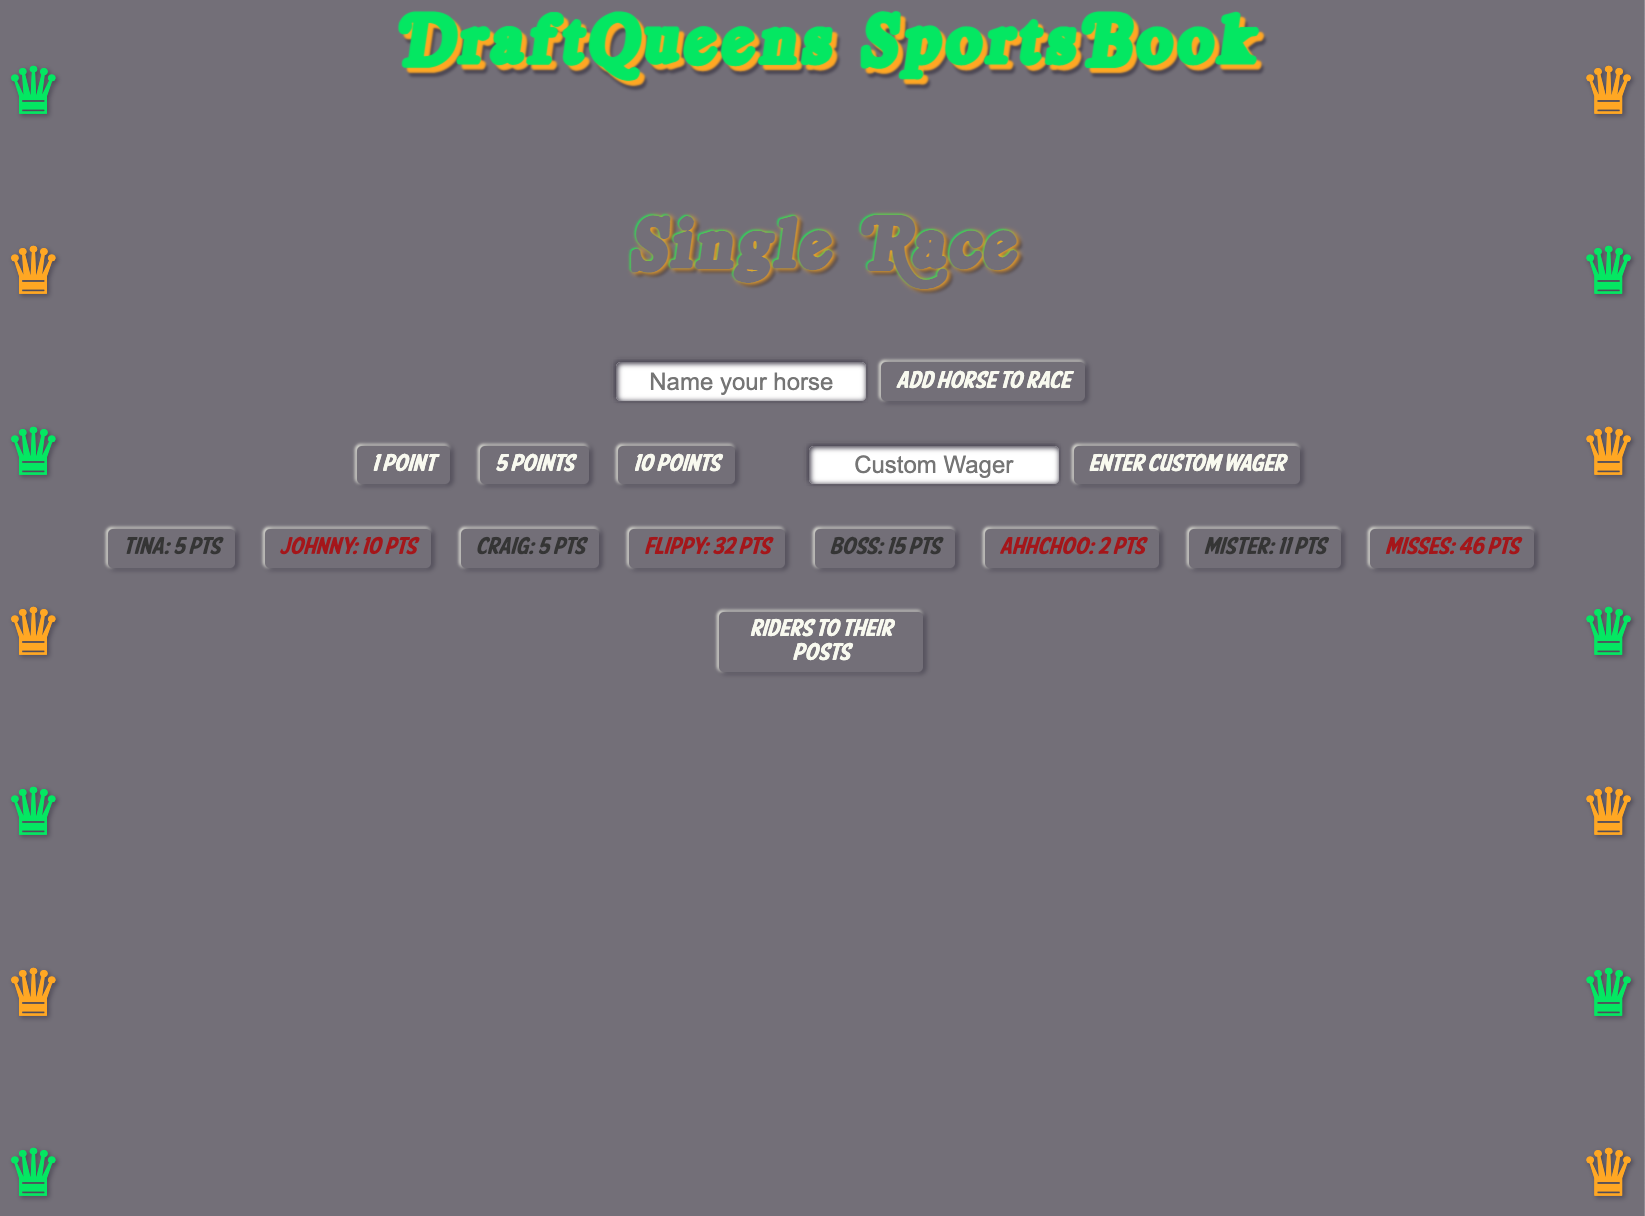 DraftQueens SportsBook
Single Race
Name your horse ADD HORSE TO RACE
1 POINT 5 POINTS 10 POINTS Custom Wager ENTER CUSTOM WAGER
TINA: 5 PTS JOHNNY: 10 PTS CRAIG: 5 PTS FLIPPY: 32 PTS BOSS: 15 PTS AHHCHOO: 2 PTS MISTER: 11 PTS MISSES: 46 PTS
RIDERS TO THEIR
POSTS